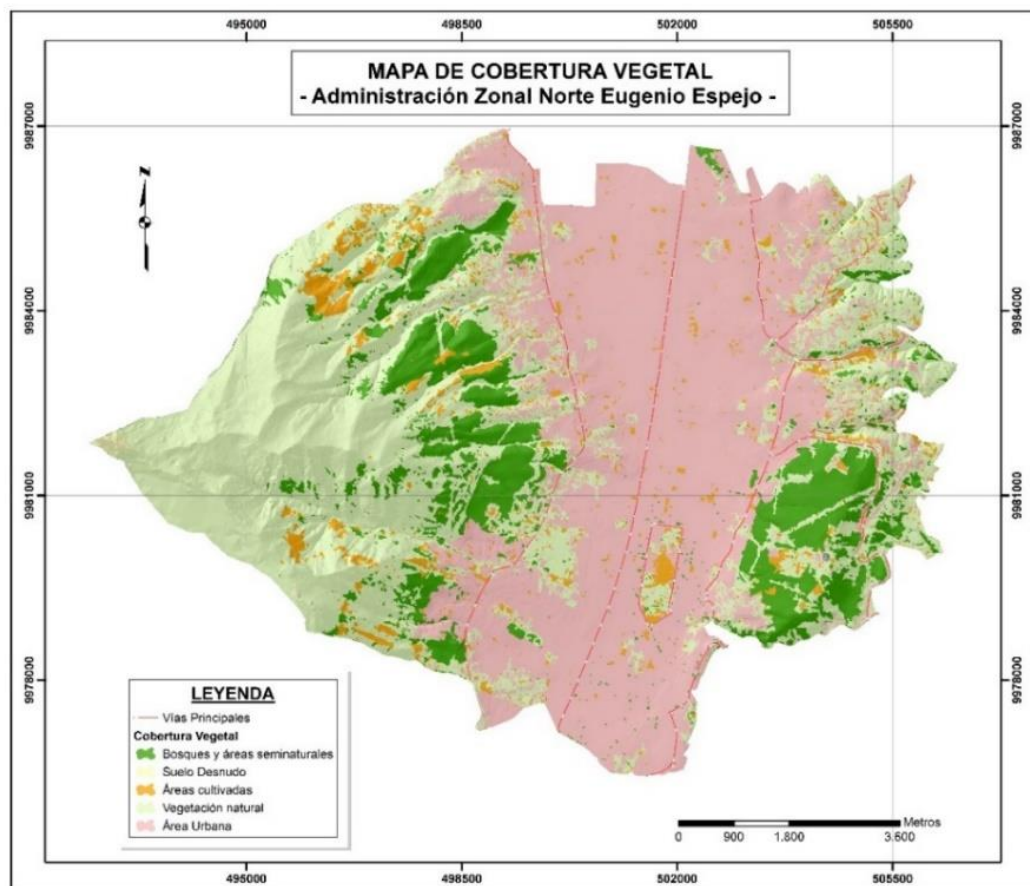 495000 498500 502000 505500
MAPA DE COBERTURA VEGETAL
- Administración Zonal Norte Eugenio Espejo -
9987000 9987000
N
9984000 9984000
9981000 9981000
9978000 9978000
LEYENDA
Vías Principales
Cobertura Vegetal
Bosques y áreas seminaturales
Suelo Desnudo
Áreas cultivadas
Vegetación natural
Área Urbana
Metros
0 900 1.800 3.600
495000 498500 502000 505500